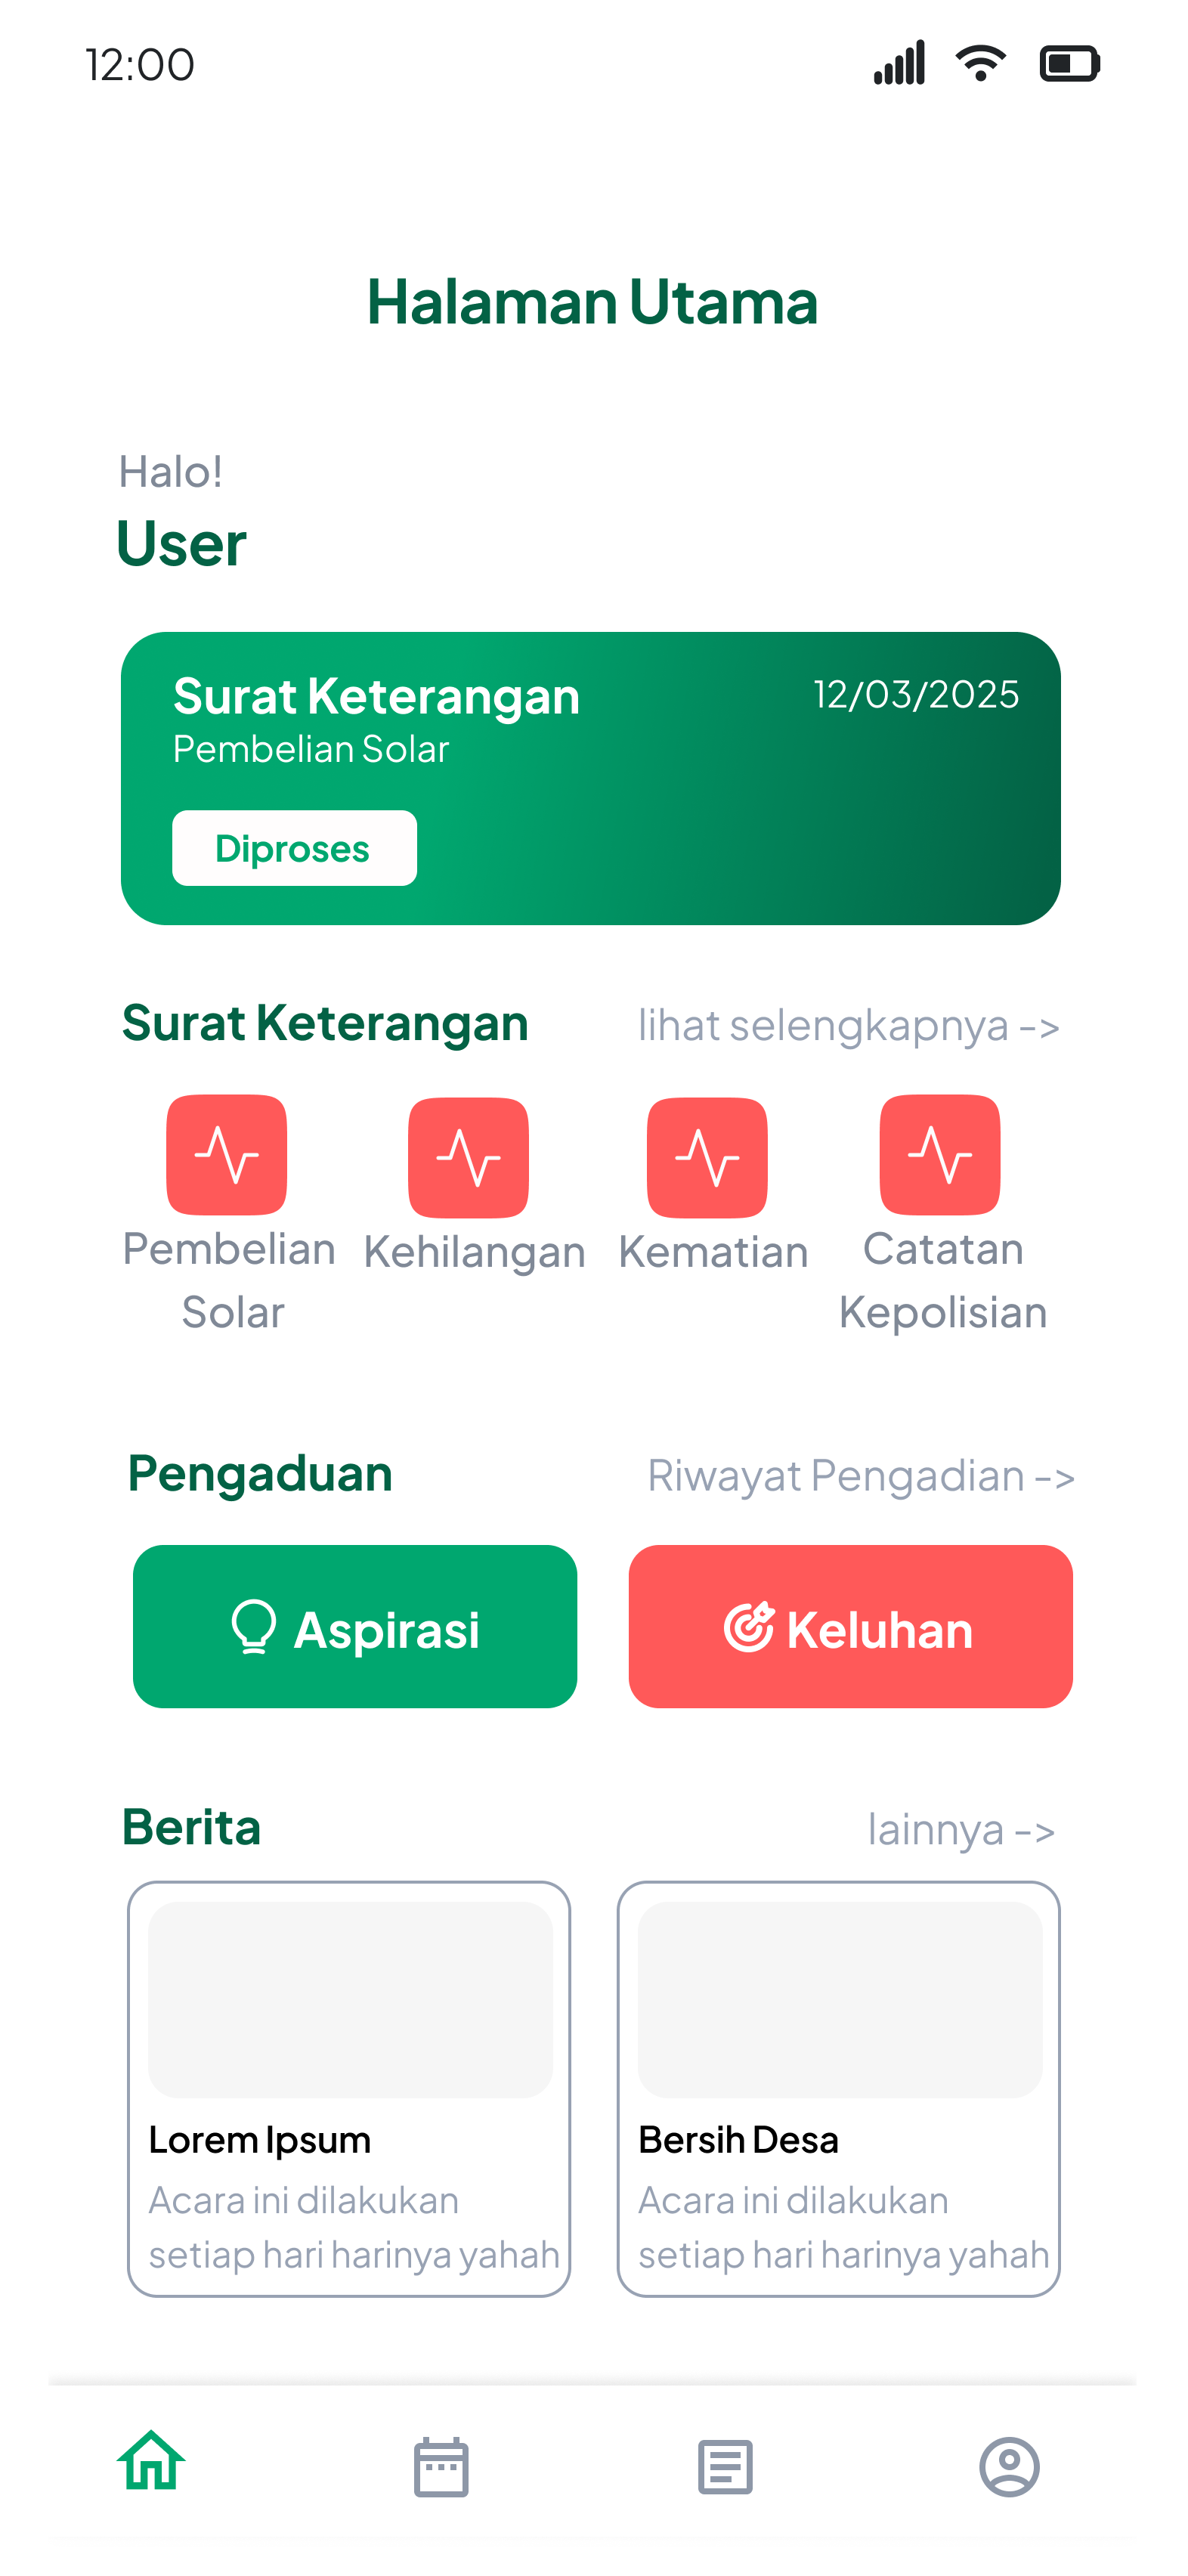 12:00
Halaman Utama
Halo!
User
Surat Keterangan
12/03/2025
Pembelian Solar
Diproses
Surat Keterangan
lihat selengkapnya ->
Pembelian
Solar
Kehilangan
Kematian
Catatan
Kepolisian
Pengaduan
Riwayat Pengadian ->
Aspirasi
Keluhan
Berita
lainnya ->
Lorem Ipsum
Acara ini dilakukan
setiap hari harinya yahah
Bersih Desa
Acara ini dilakukan
setiap hari harinya yahah